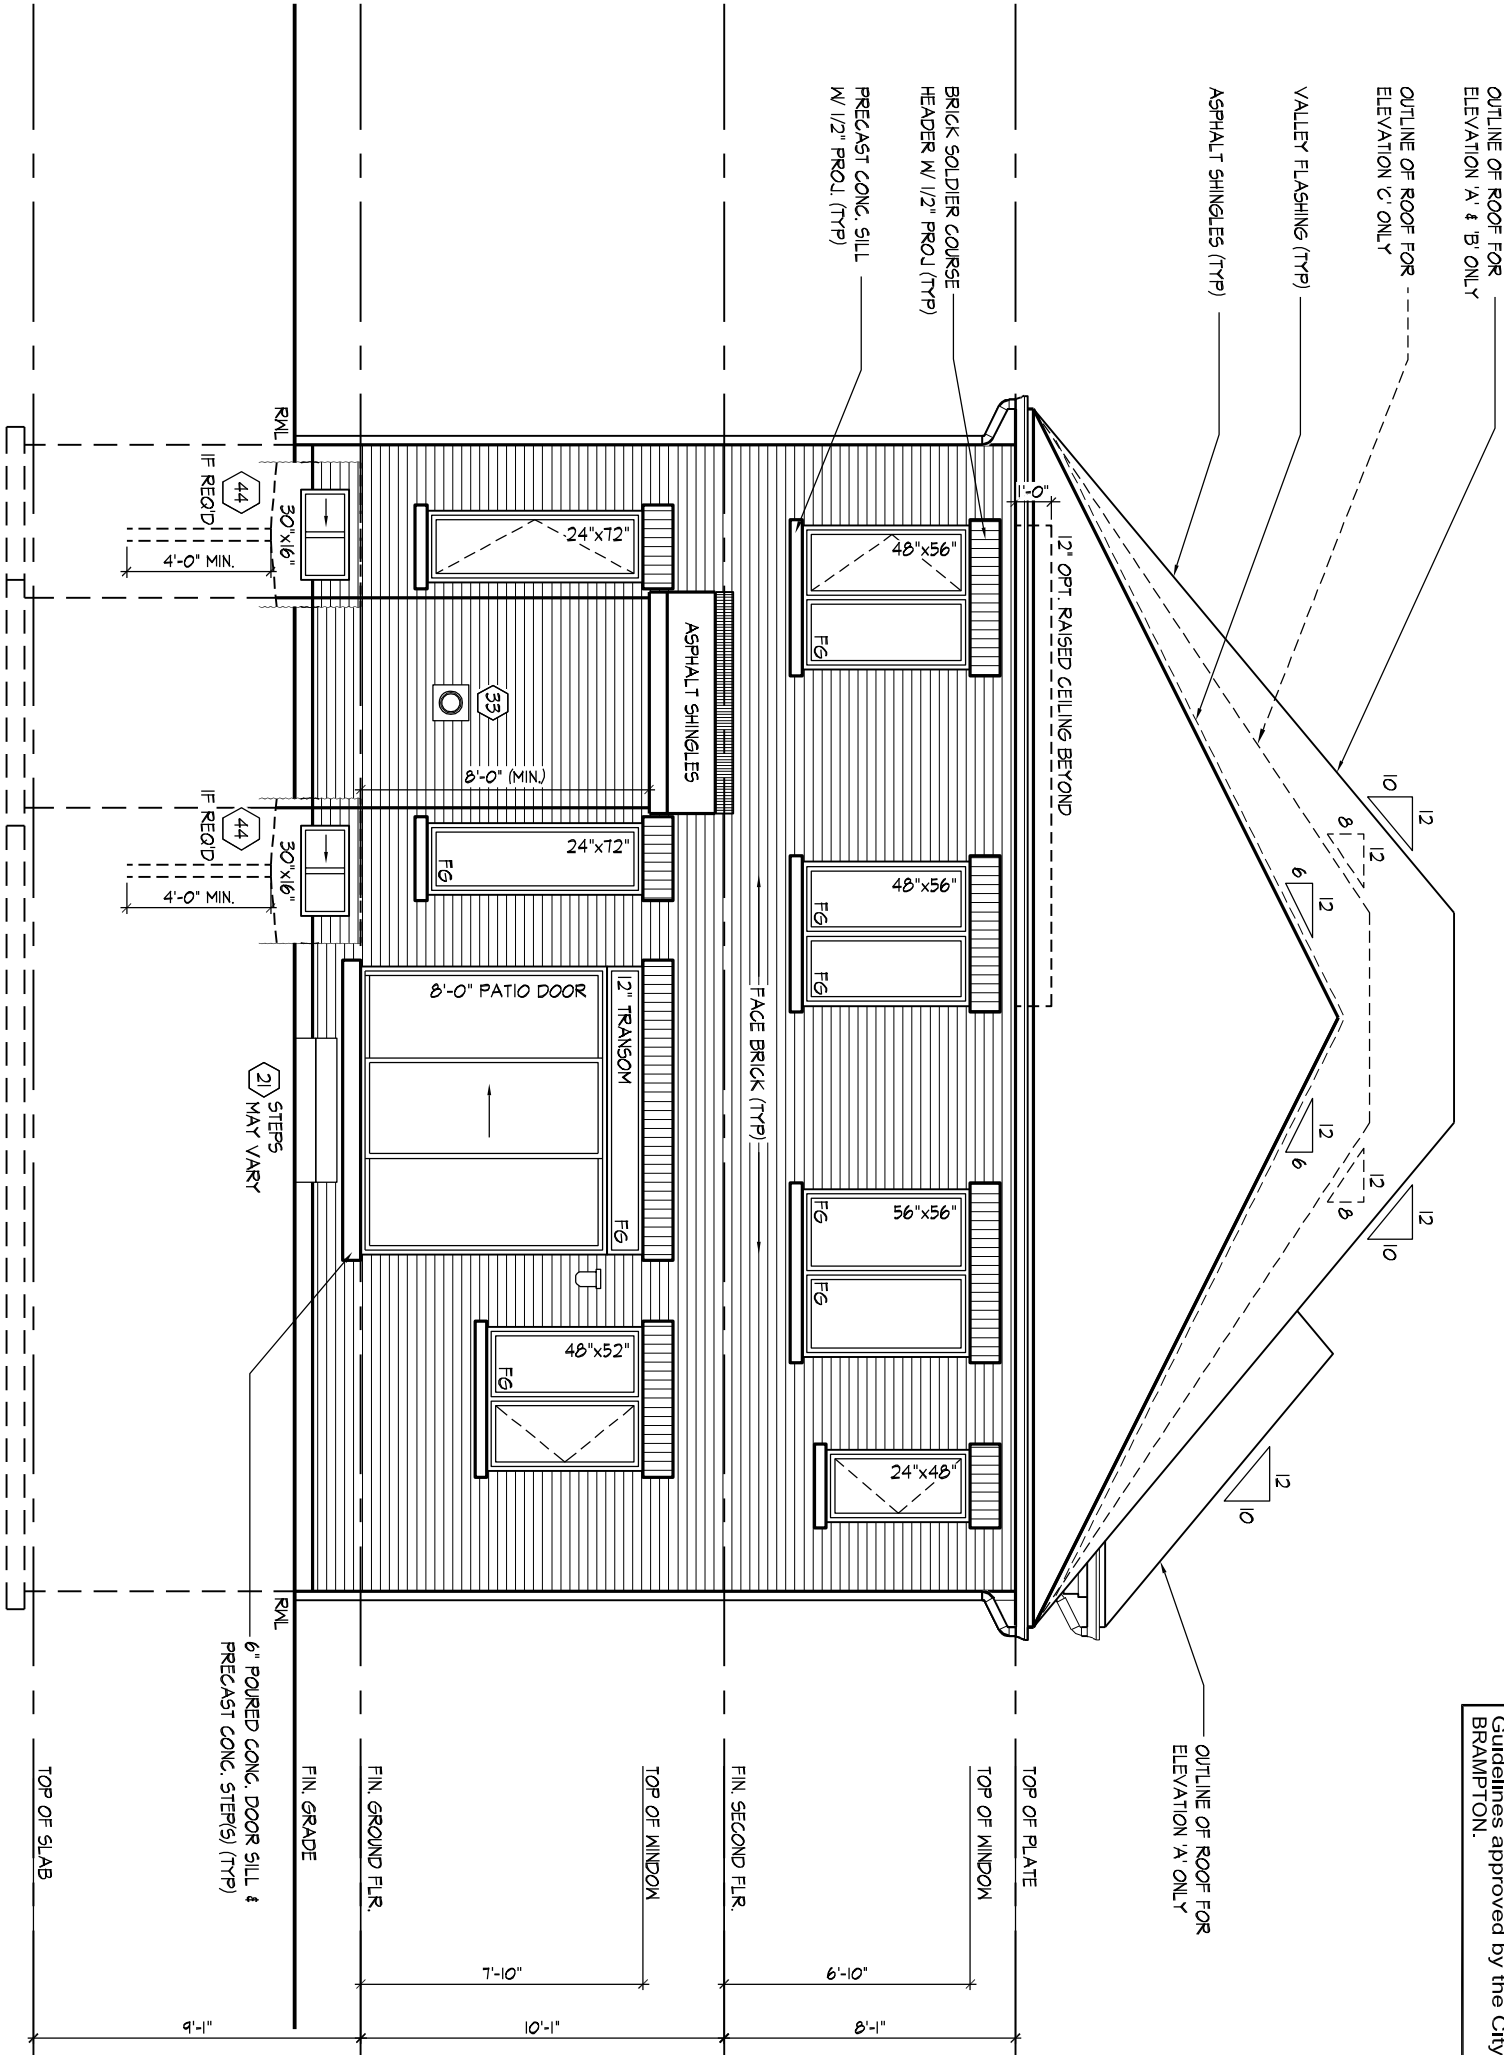 Guidelines approved by the City
BRAMPTON.
OUTLINE OF ROOF FOR
ELEVATION 'A' & 'B' ONLY
OUTLINE OF ROOF FOR
ELEVATION 'C' ONLY
VALLEY FLASHING (TYP)
ASPHALT SHINGLES (TYP)
BRICK SOLDIER COURSE
HEADER W/ 1/2" PROJ (TYP)
PRECAST CONC. SILL
W/ 1/2" PROJ. (TYP)
12
10
12
8
12
6
12
6
12
8
12
10
12
10
OUTLINE OF ROOF FOR
ELEVATION 'A' ONLY
1'-0"
12" OPT. RAISED CEILING BEYOND
48"x56"
FG
48"x56"
FG
FG
56"x56"
FG
FG
24"x48"
FACE BRICK (TYP)
ASPHALT SHINGLES
24"x72"
33
8'-0" (MIN.)
24"x72"
FG
12" TRANSOM
FG
8'-0" PATIO DOOR
48"x52"
FG
RWL
30"x16"
44
IF REQ'D
4'-0" MIN.
30"x16"
44
IF REQ'D
4'-0" MIN.
21
STEPS
MAY VARY
RWL
6" POURED CONC. DOOR SILL &
PRECAST CONC. STEP(S) (TYP)
TOP OF PLATE
TOP OF WINDOW
FIN. SECOND FLR.
TOP OF WINDOW
FIN. GROUND FLR.
FIN. GRADE
TOP OF SLAB
6'-10"
7'-10"
8'-1"
10'-1"
9'-1"